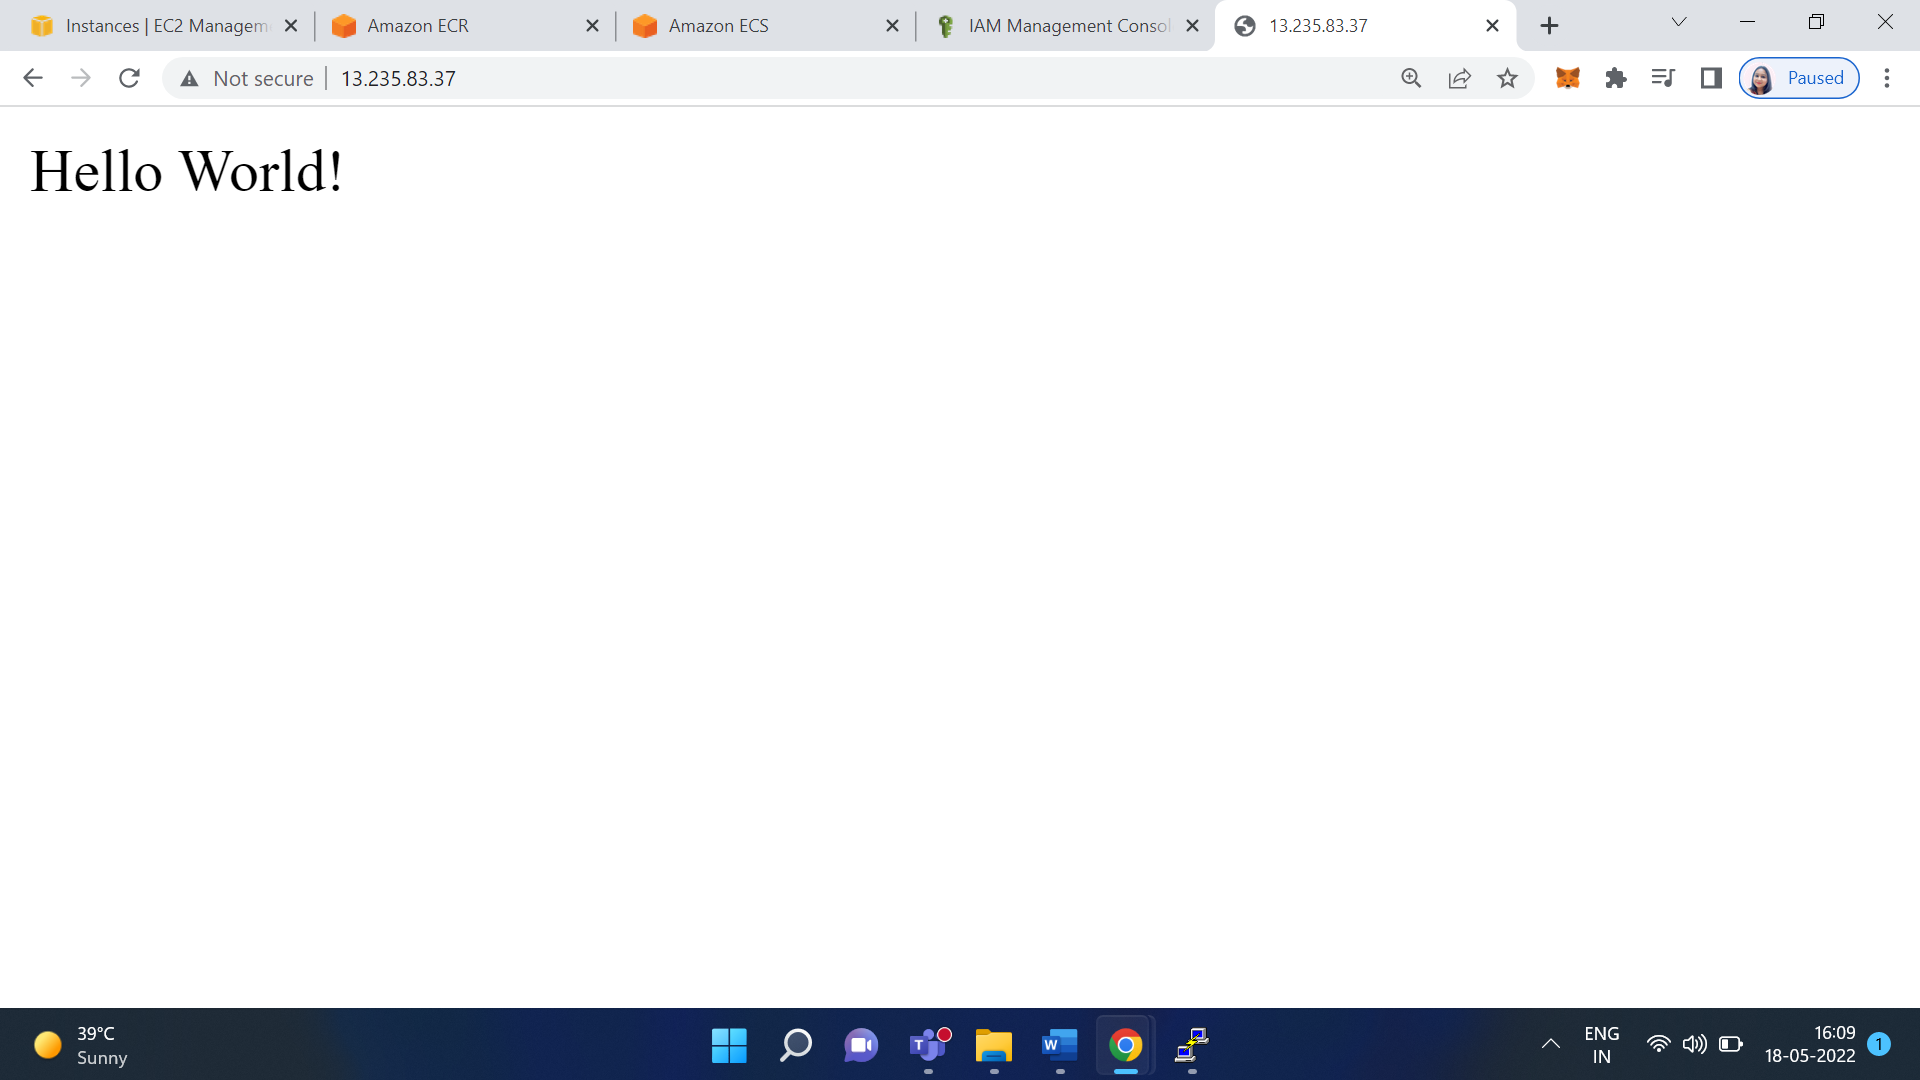 Instances | EC2 Managem
Amazon ECR
Amazon ECS
IAM Management Consol
13.235.83.37
Not secure
13.235.83.37
Paused
Hello World!
39°C
Sunny
T
W
ENG
IN
16:09
18-05-2022
1